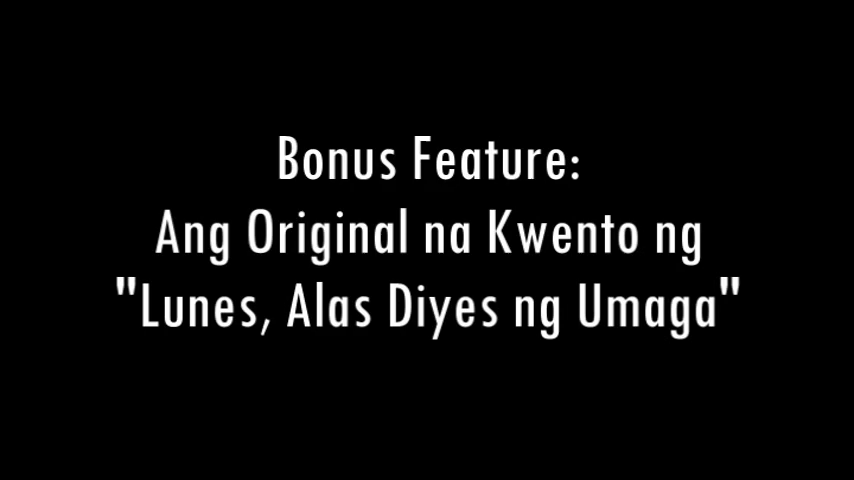 Bonus Feature:
Ang Original na Kwento ng
"Lunes, Alas Diyes ng Umaga"